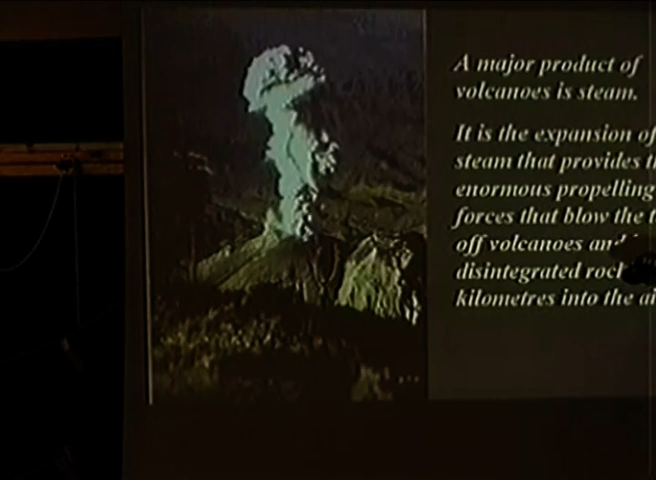 A major product of
volcanoes is steam.
It is the expansion of
steam that provides
enormous propelling
forces that blow the
off volcanoes and
disintegrated
kilometres into the